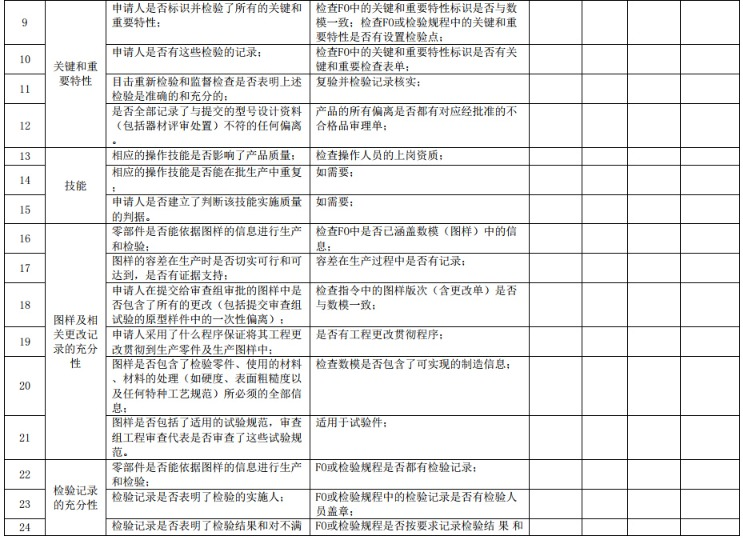 9
申请人是否标识并检验了所有的关键和
重要特性；
检查FO中的关键和重要特性标识是否与数
模一致；检查FO或检验规程中的关键和重
要特性是否有设置检验点；
关键和重
要特性
10
申请人是否有这些检验的记录；
检查FO中的关键和重要特性标识是否有关
键和重要检查表单；
11
目击重新检验和监督检查是否表明上述
检验是准确的和充分的；
复验并检验记录核实；
12
是否全部记录了与提交的型号设计资料
（包括器材评审处置）不符的任何偏离
。
产品的所有偏离是否都有对应经批准的不
合格品审理单；
13
技能
相应的操作技能是否影响了产品质量；
检查操作人员的上岗资质；
14
相应的操作技能是否能在批生产中重复
；
如需要；
15
申请人是否建立了判断该技能实施质量
的判据。
如需要；
16
图样及相
关更改记
录的充分
性
零部件是否能依据图样的信息进行生产
和检验；
检查FO中是否已涵盖数模（图样）中的信
息；
17
图样的容差在生产时是否切实可行和可
达到，是否有证据支持；
容差在生产过程中是否有记录；
18
申请人在提交给审查组审批的图样中是
否包含了所有的更改（包括提交审查组
试验的原型样件中的一次性偏离）；
检查指令中的图样版次（含更改单）是否
与数模一致；
19
申请人采用了什么程序保证将其工程更
改贯彻到生产零件及生产图样中；
是否有工程更改贯彻程序；
20
图样是否包含了检验零件、使用的材料
、材料的处理（如硬度、表面粗糙度以
及任何特种工艺规范）所必须的全部信
息；
检查数模是否包含了可实现的制造信息；
21
图样是否包括了适用的试验规范，审查
组工程审查代表是否审查了这些试验规
范。
适用于试验件；
22
检验记录
的充分性
零部件是否能依据图样的信息进行生产
和检验；
FO或检验规程是否都有检验记录；
23
检验记录是否表明了检验的实施人；
FO或检验规程中的检验记录是否有检验人
员盖章；
24
检验记录是否表明了检验结果和对不满
FO或检验规程是否按要求记录检验结 果 和